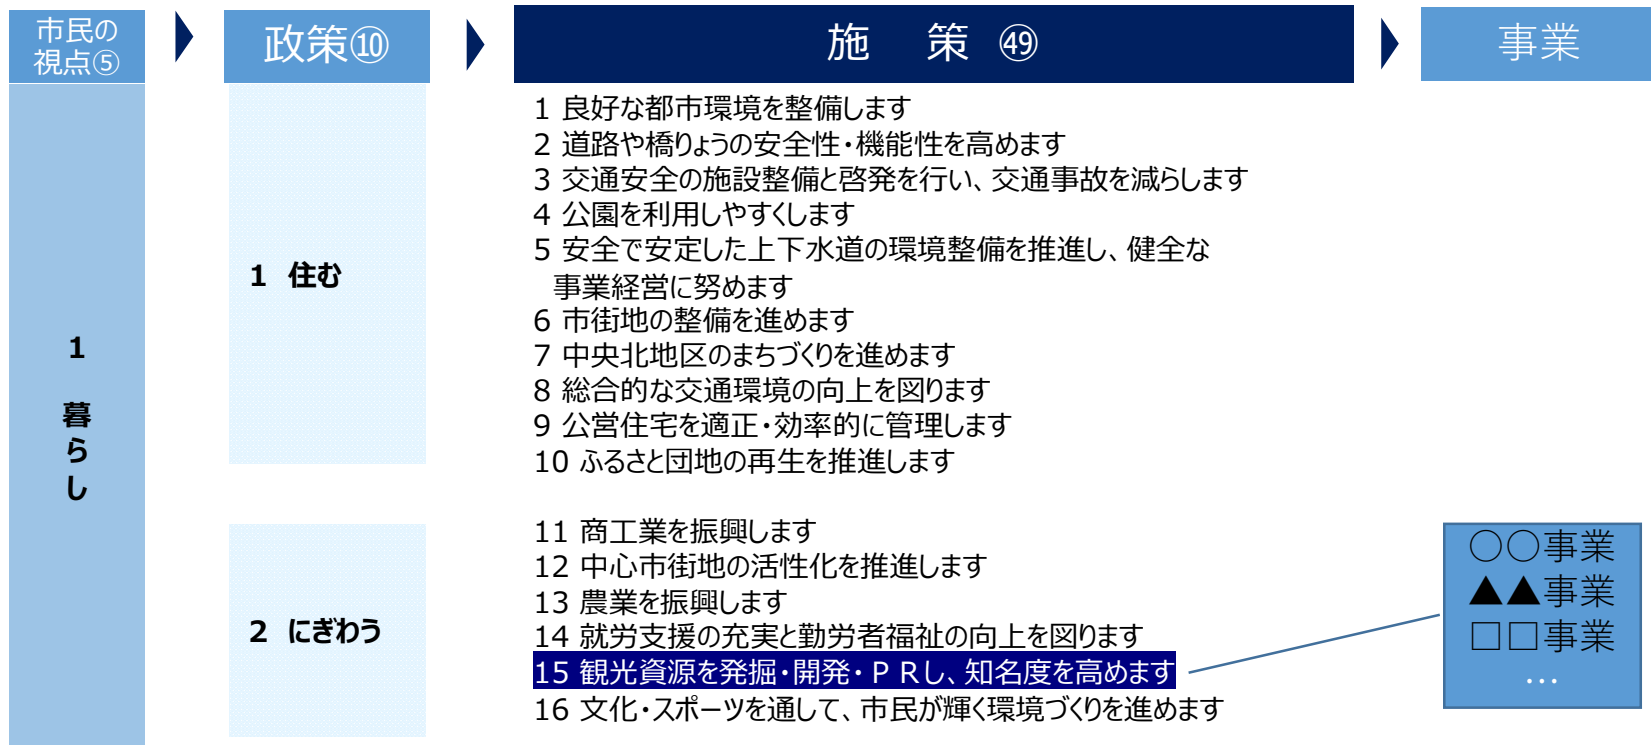 市民の
視点⑤
政策⑩
施 策 ㊾
事業
1
暮
ら
し
1 住む
1 良好な都市環境を整備します
2 道路や橋りょうの安全性・機能性を高めます
3 交通安全の施設整備と啓発を行い、交通事故を減らします
4 公園を利用しやすくします
5 安全で安定した上下水道の環境整備を推進し、健全な
事業経営に努めます
6 市街地の整備を進めます
7 中央北地区のまちづくりを進めます
8 総合的な交通環境の向上を図ります
9 公営住宅を適正・効率的に管理します
10 ふるさと団地の再生を推進します
2 にぎわう
11 商工業を振興します
12 中心市街地の活性化を推進します
13 農業を振興します
14 就労支援の充実と勤労者福祉の向上を図ります
15 観光資源を発掘・開発・ＰＲし、知名度を高めます
16 文化・スポーツを通して、市民が輝く環境づくりを進めます
○○事業
▲▲事業
□□事業
…